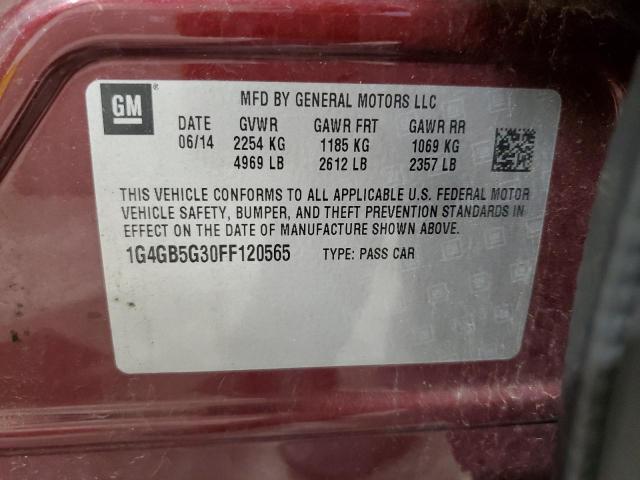 GM ® MFD BY GENERAL MOTORS LLC
DATE GVWR GAWR FRT GAWR RR
06/14 2254 KG 1185 KG 1069 KG
4969 LB 2612 LB 2357 LB
THIS VEHICLE CONFORMS TO ALL APPLICABLE U.S. FEDERAL MOTOR
VEHICLE SAFETY, BUMPER, AND THEFT PREVENTION STANDARDS IN
EFFECT ON THE DATE OF MANUFACTURE SHOWN ABOVE.
1G4GB5G30FF120565 TYPE: PASS CAR